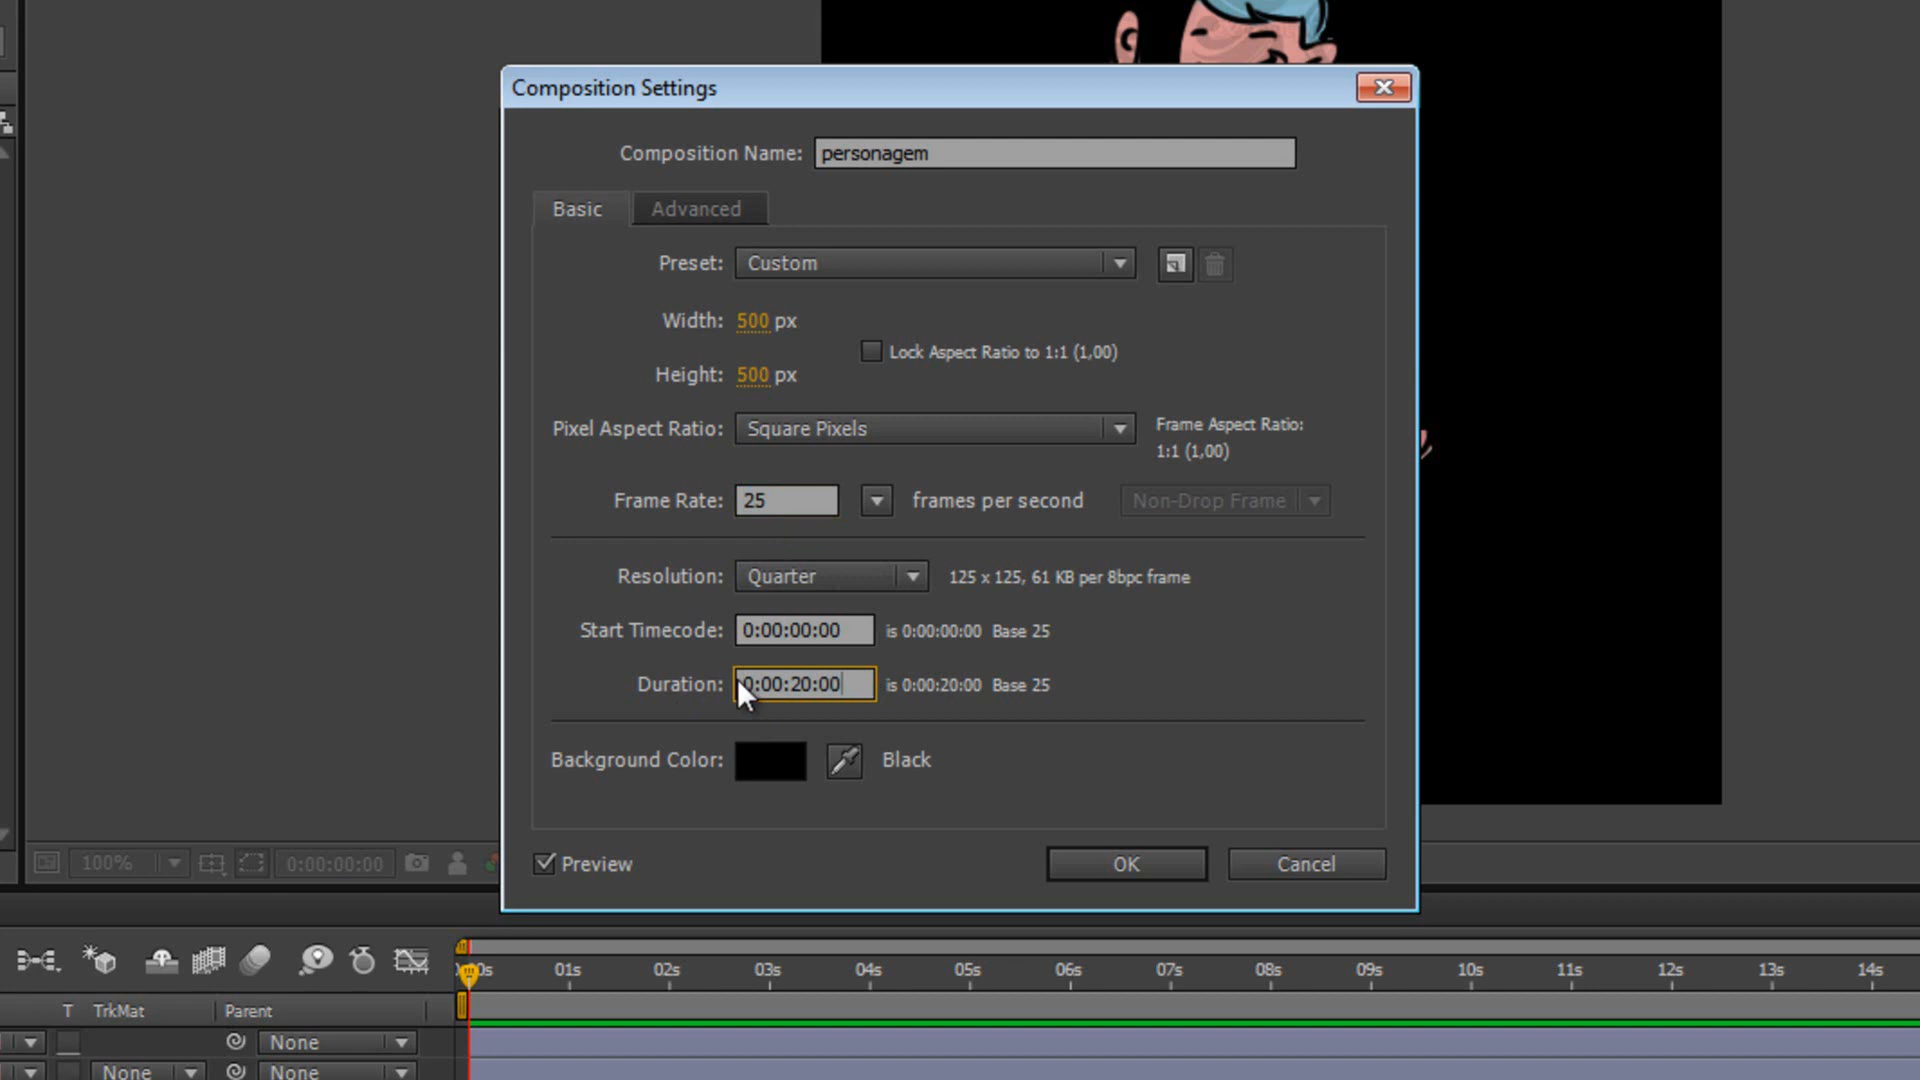 Composition Settings
Composition Name: personagem
Basic Advanced
Preset: Custom
Width: 500 px
Lock Aspect Ratio to 1:1 (1,00)
Height: 500 px
Pixel Aspect Ratio: Square Pixels
Frame Aspect Ratio:
1:1 (1,00)
Frame Rate: 25 frames per second Non-Drop Frame
Resolution: Quarter 125 x 125, 61 KB per 8bpc frame
Start Timecode: 0:00:00:00 is 0:00:00:00 Base 25
Duration: 0:00:20:00 is 0:00:20:00 Base 25
Background Color: Black
Preview OK Cancel
100% 0:00:00:00
01s 02s 03s 04s 05s 06s 07s 08s 09s 10s 11s 12s 13s 14s
T TrkMat Parent
None
None None